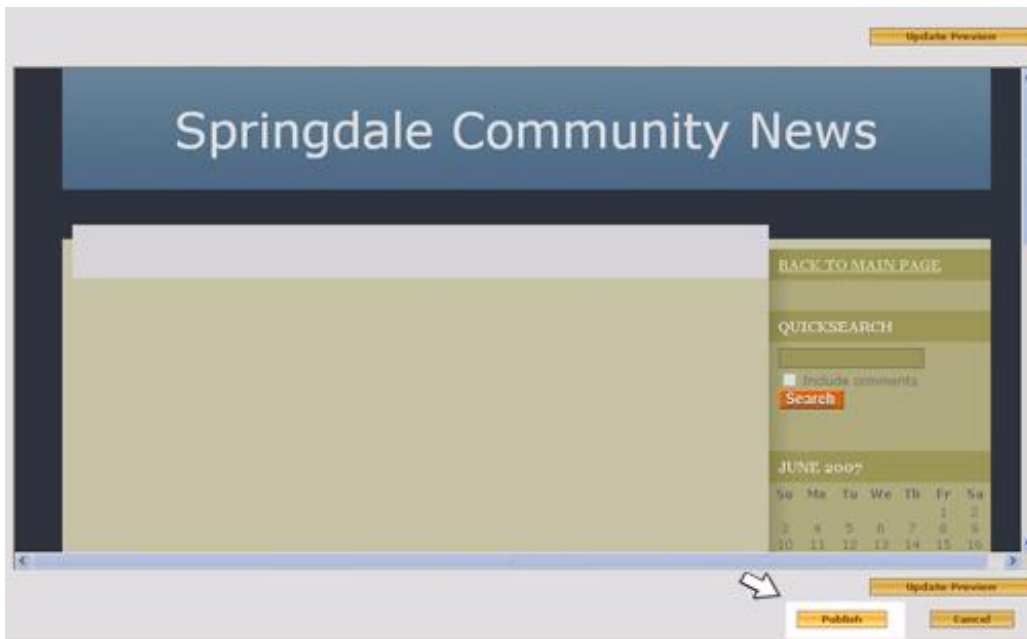 Update Preview
Springdale Community News
BACK TO MAIN PAGE
QUICKSEARCH
Include comments
Search
JUNE 2007
Su Mo Tu We Th Fr Sa
1 2
3 4 5 6 7 8 9
10 11 12 13 14 15 16
Update Preview
Publish Cancel